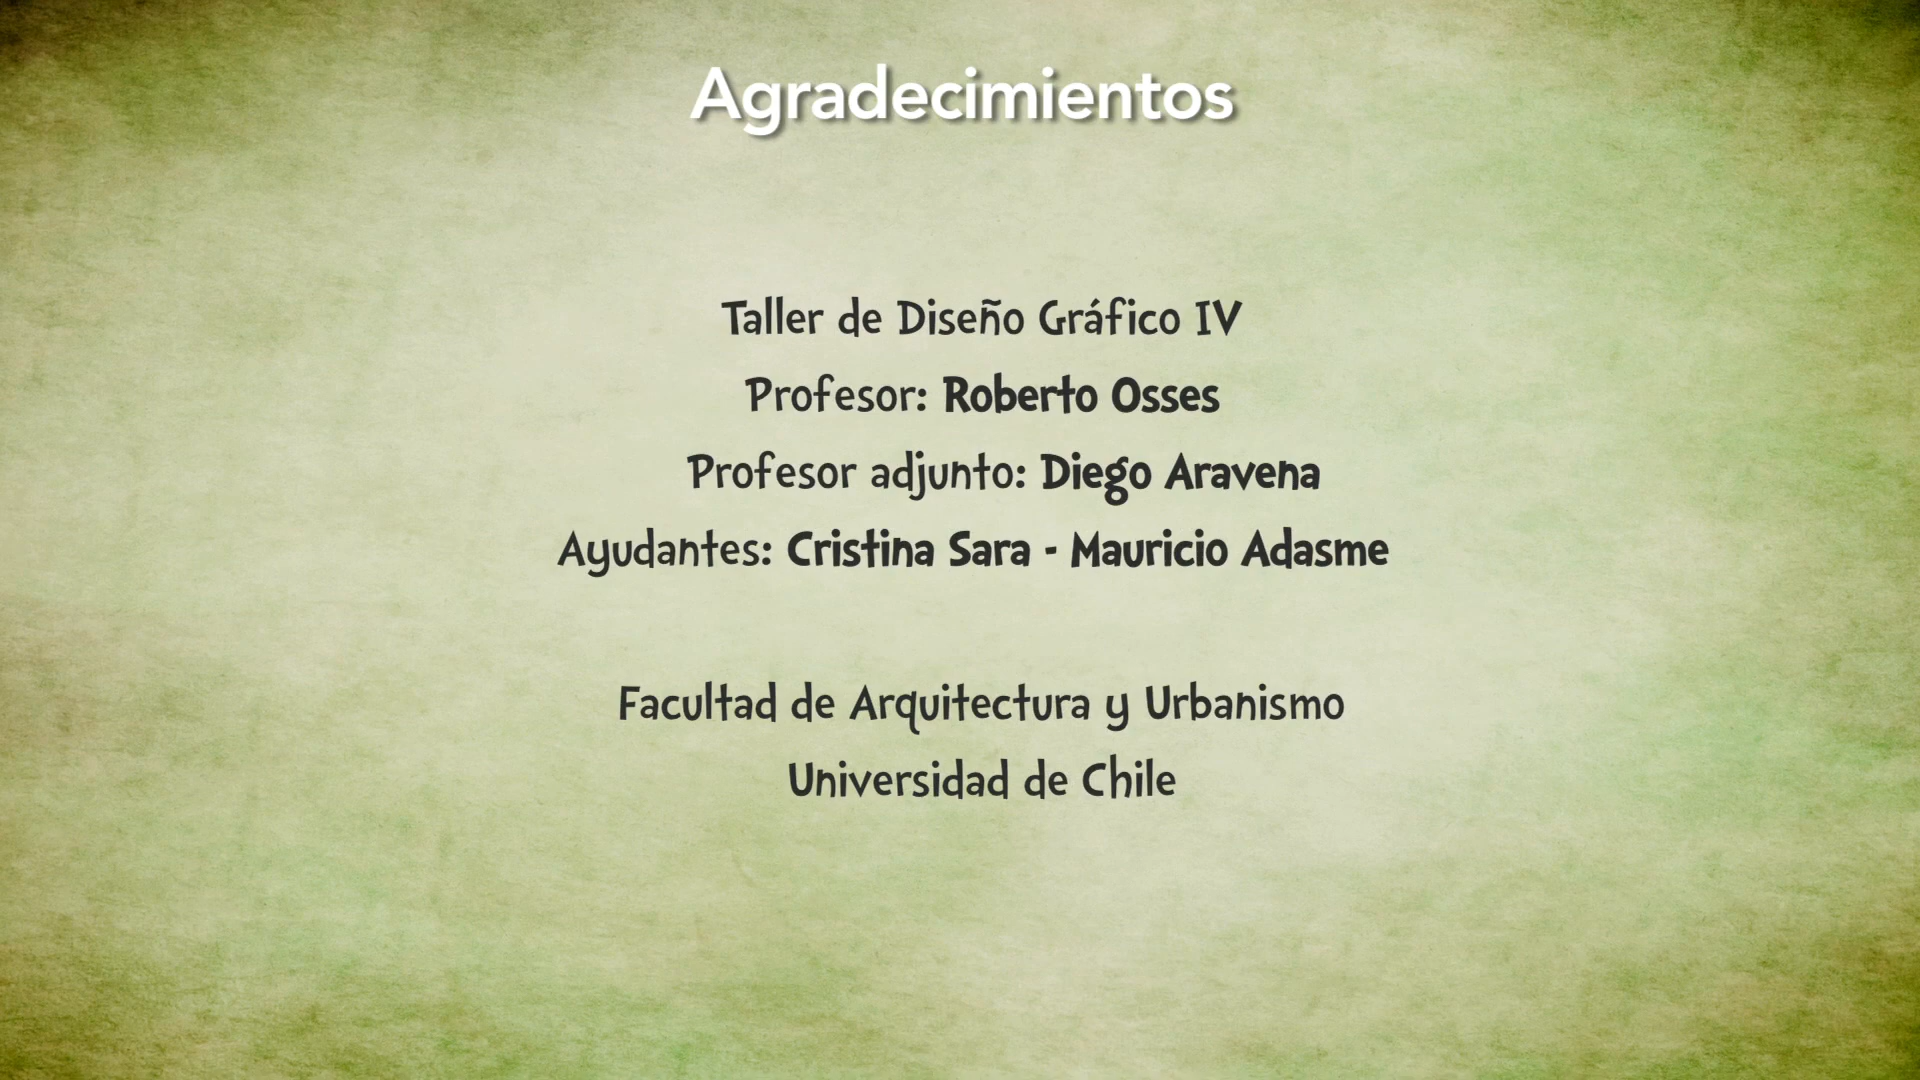 Agradecimientos
Taller de Diseño Gráfico IV
Profesor: Roberto Osses
Profesor adjunto: Diego Aravena
Ayudantes: Cristina Sara - Mauricio Adasme
Facultad de Arquitectura y Urbanismo
Universidad de Chile